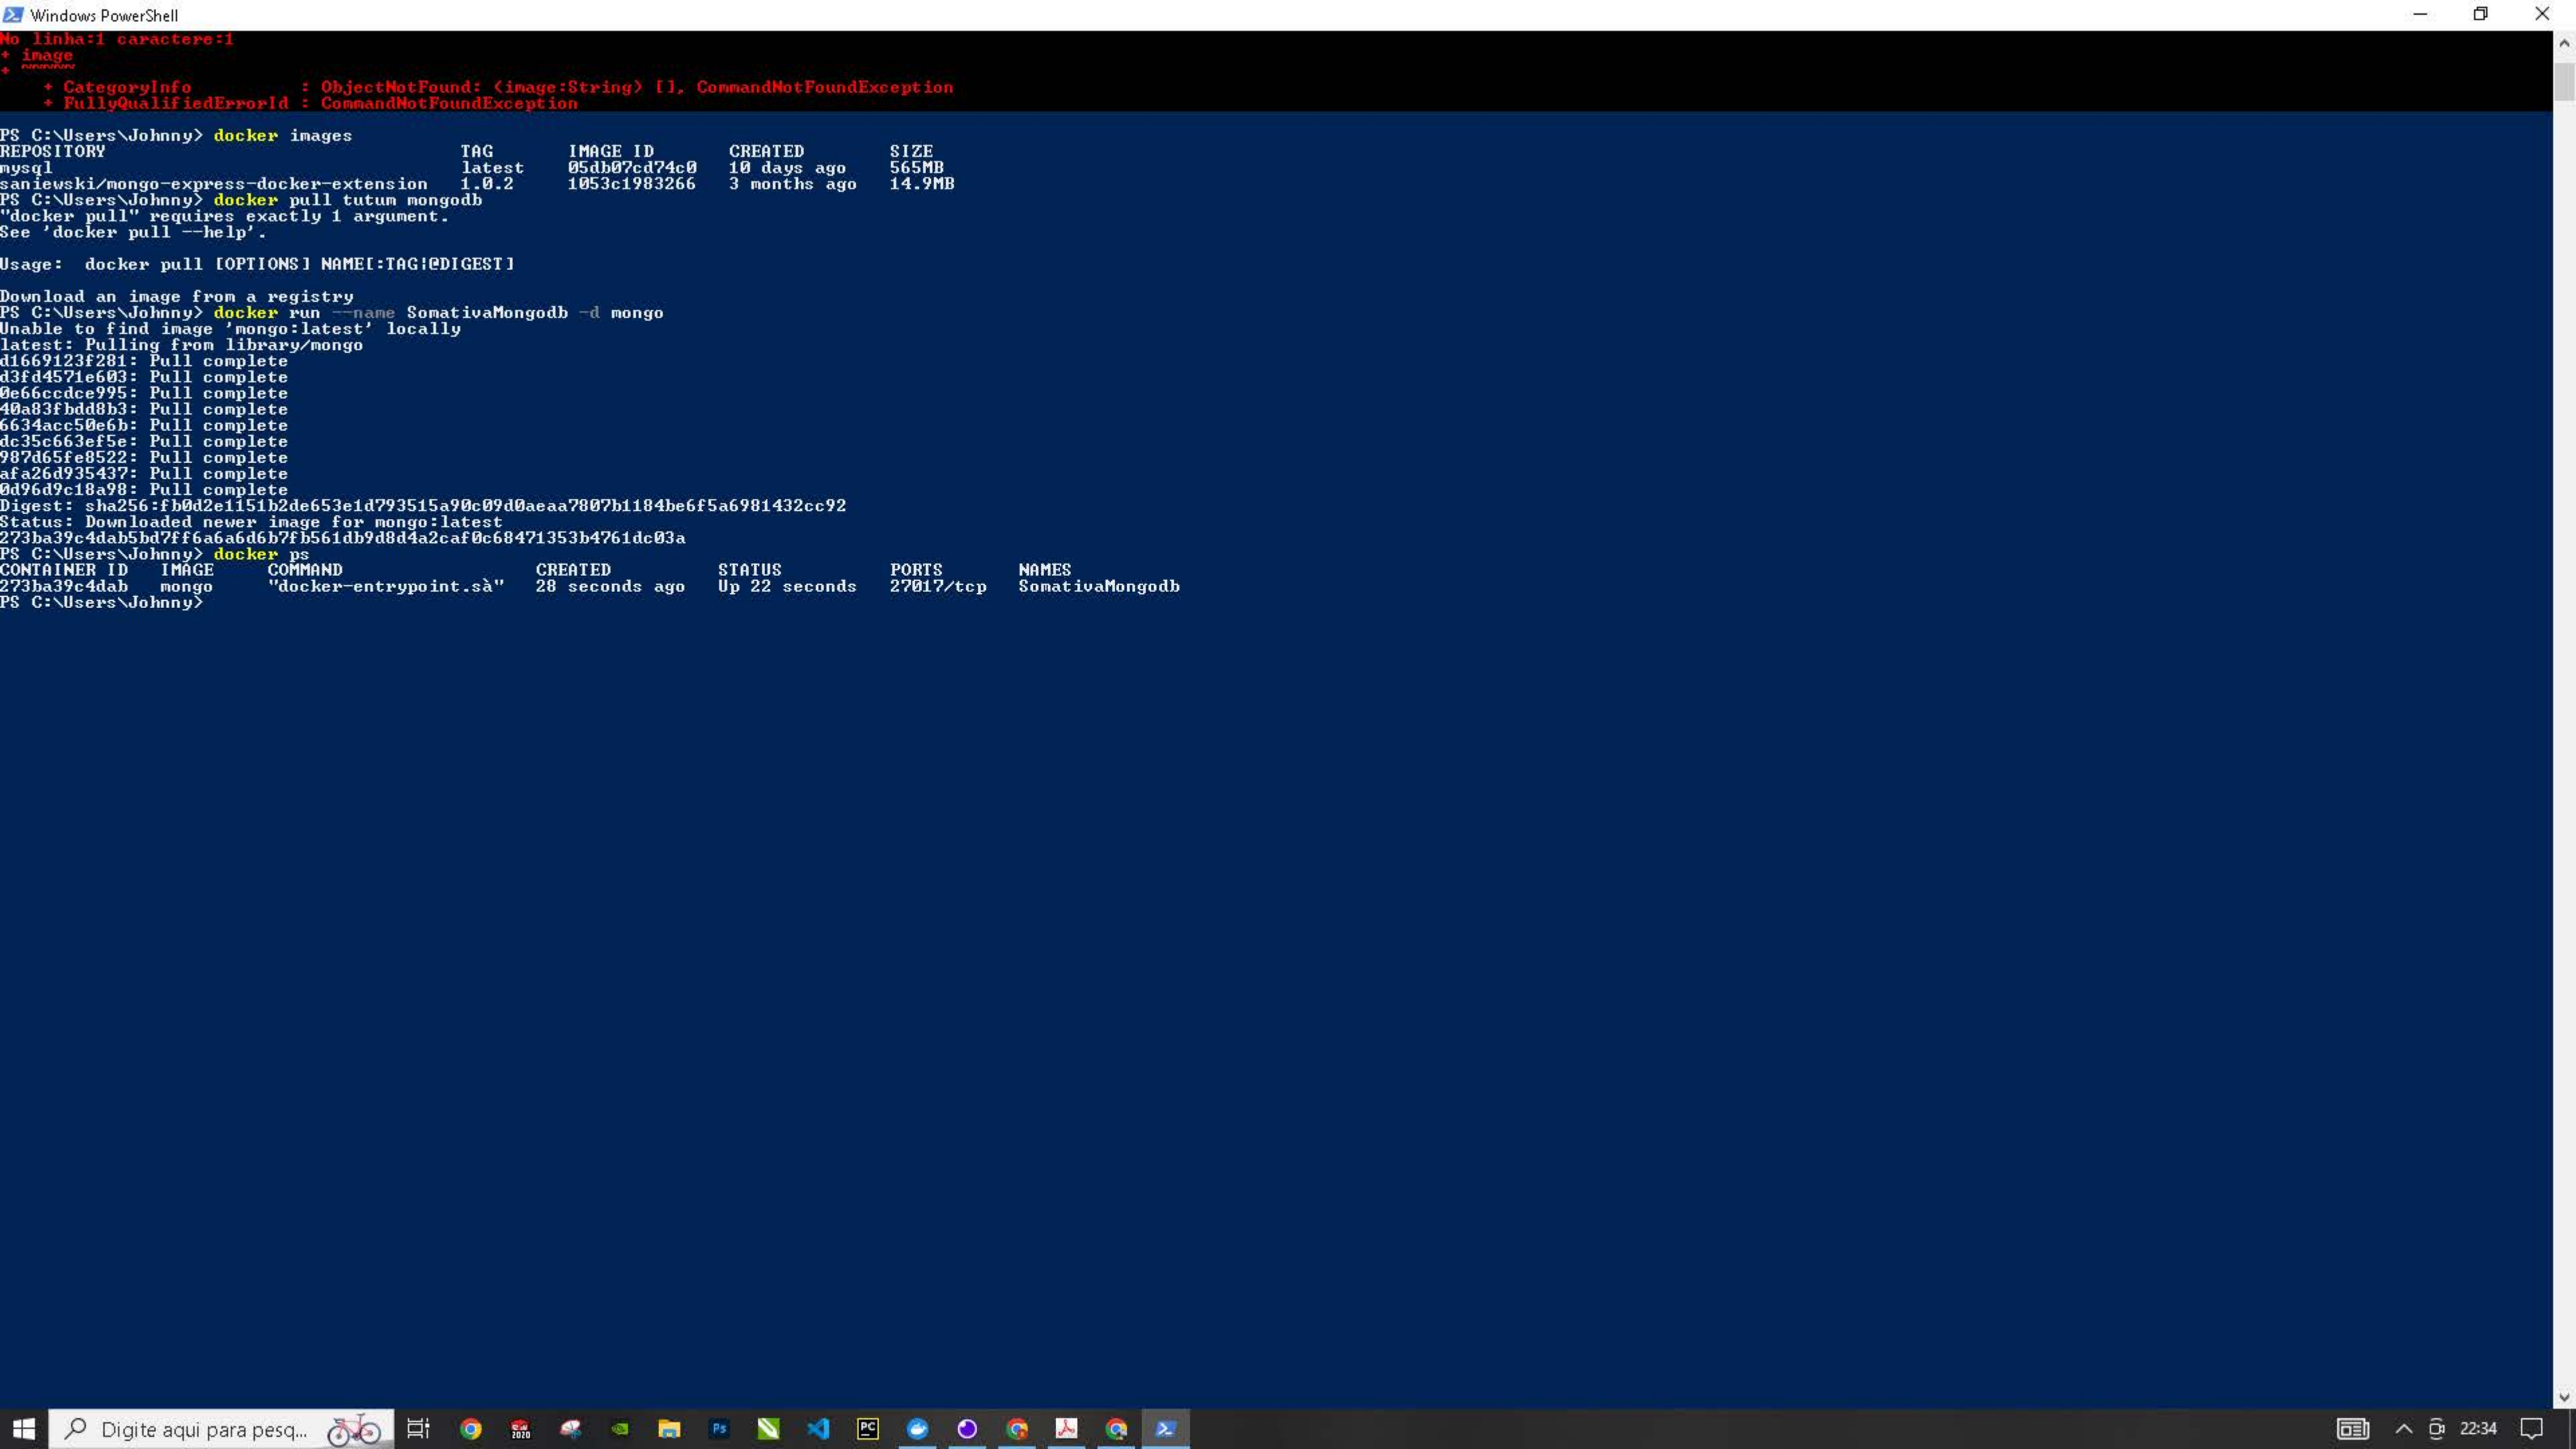 Windows PowerShell
No linha:1 caractere:1
+ image
+ ~~~~~
    + CategoryInfo          : ObjectNotFound: (image:String) [], CommandNotFoundException
    + FullyQualifiedErrorId : CommandNotFoundException
PS C:\Users\Johnny> docker images
REPOSITORY                               TAG       IMAGE ID       CREATED        SIZE
mysql                                    latest    05db07cd74c0   10 days ago    565MB
saniewski/mongo-express-docker-extension   1.0.2     1053c1983266   3 months ago   14.9MB
PS C:\Users\Johnny> docker pull tutum mongodb
"docker pull" requires exactly 1 argument.
See 'docker pull --help'.
Usage:  docker pull [OPTIONS] NAME[:TAG|@DIGEST]
Download an image from a registry
PS C:\Users\Johnny> docker run --name SomativaMongodb -d mongo
Unable to find image 'mongo:latest' locally
latest: Pulling from library/mongo
d1669123f281: Pull complete
d3fd4571e603: Pull complete
0e66ccdce995: Pull complete
40a83fbdd8b3: Pull complete
6634acc50e6b: Pull complete
dc35c663ef5e: Pull complete
987d65fe8522: Pull complete
afa26d935437: Pull complete
0d96d9c18a98: Pull complete
Digest: sha256:fb0d2e1151b2de653e1d793515a90c09d0aeaa7807b1184be6f5a6981432cc92
Status: Downloaded newer image for mongo:latest
273ba39c4dab5bd7ff6a6a6d6b7fb561db9d8d4a2caf0c68471353b4761dc03a
PS C:\Users\Johnny> docker ps
CONTAINER ID   IMAGE     COMMAND                  CREATED          STATUS          PORTS       NAMES
273ba39c4dab   mongo     "docker-entrypoint.sà"   28 seconds ago   Up 22 seconds   27017/tcp   SomativaMongodb
PS C:\Users\Johnny>
Digite aqui para pesq...
2020
Ps
PC
22:34